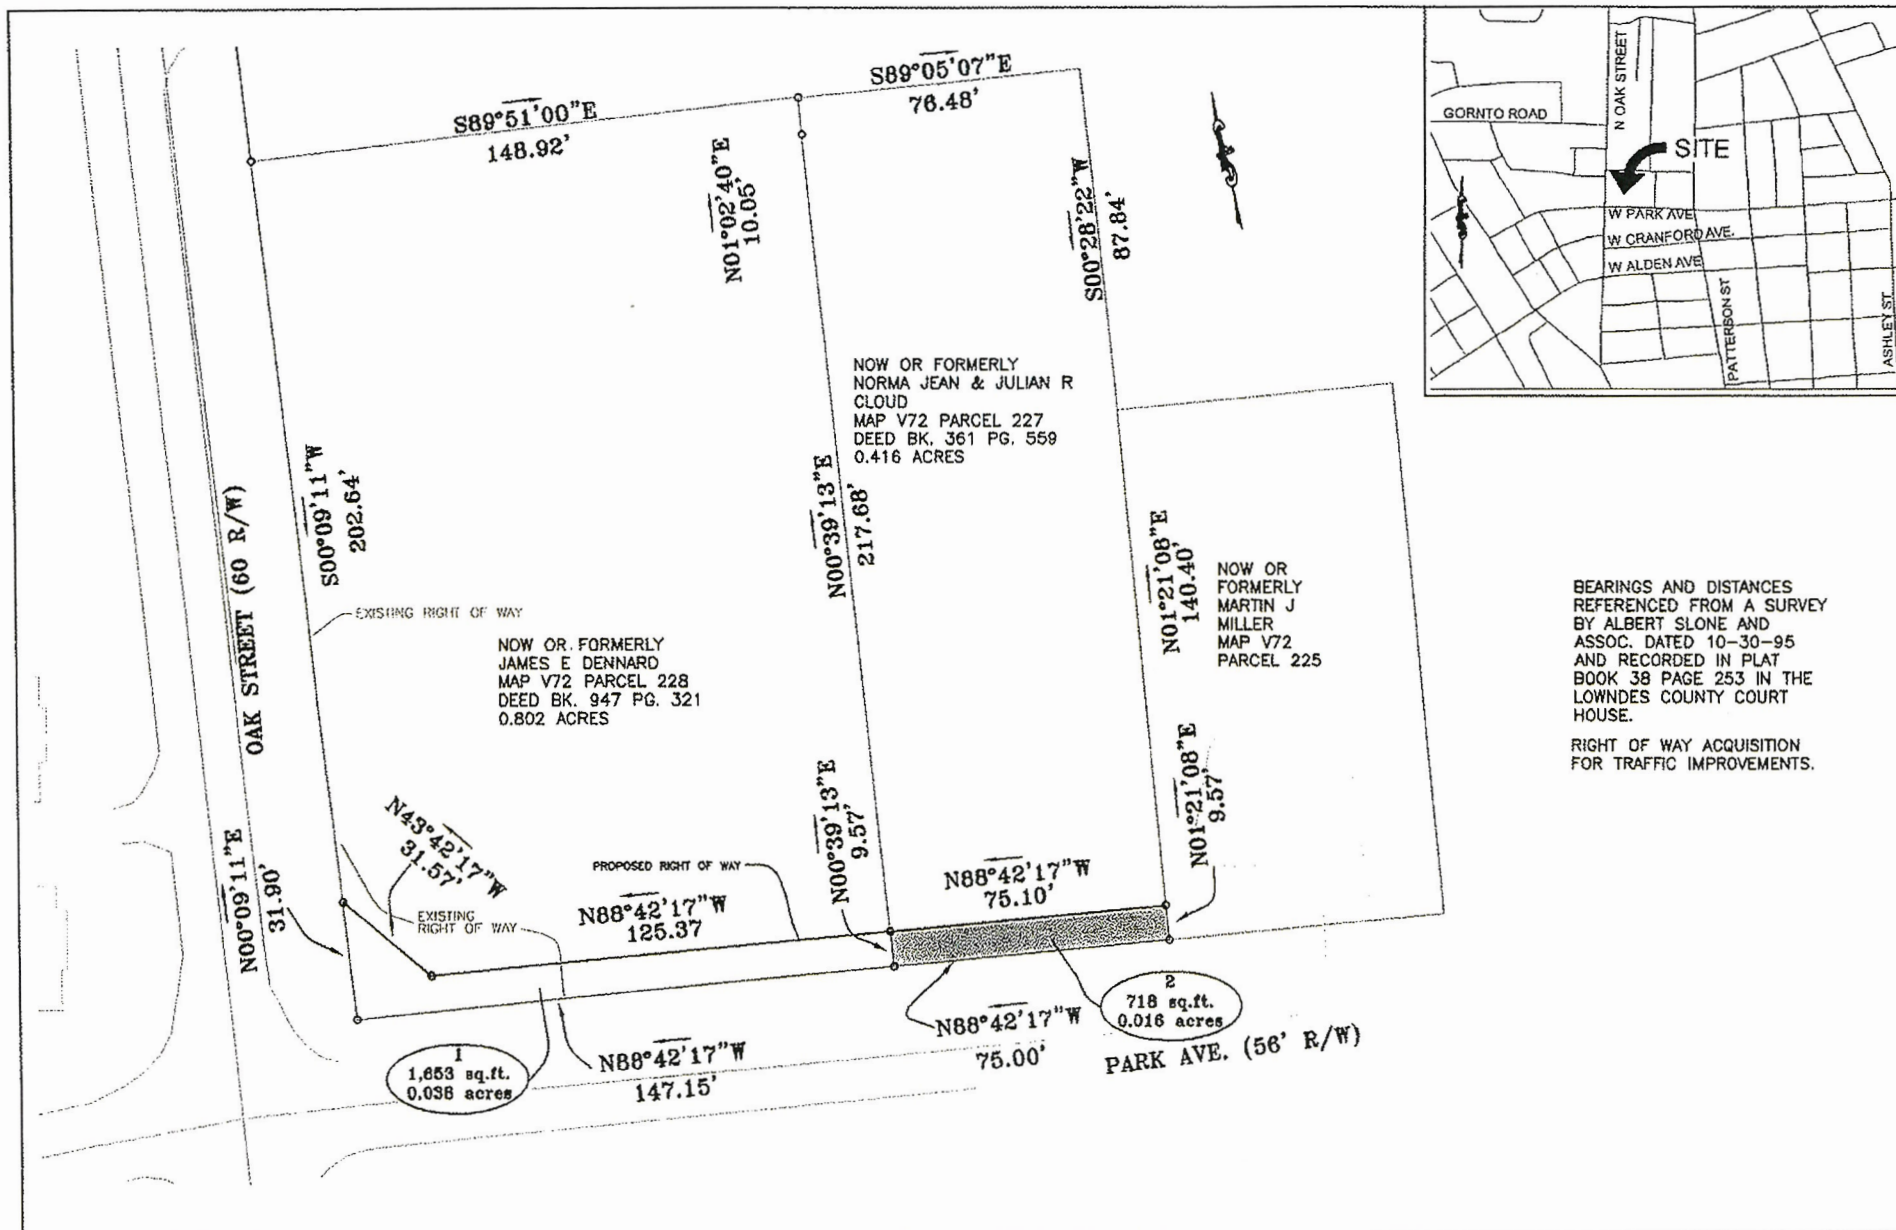 S89°05'07"E
76.48'
S89°51'00"E
148.92'
N01°02'40"E
10.05'
S00°28'22"W
87.84'
N OAK STREET
GORNTO ROAD
SITE
W PARK AVE
W CRANFORD AVE.
W ALDEN AVE
PATTERSON ST
ASHLEY ST
NOW OR FORMERLY
NORMA JEAN & JULIAN R
CLOUD
MAP V72 PARCEL 227
DEED BK. 361 PG. 559
0.416 ACRES
S00°09'11"W
202.64'
N00°39'13"E
217.68'
N01°21'08"E
140.40'
OAK STREET (60 R/W)
EXISTING RIGHT OF WAY
NOW OR FORMERLY
JAMES E DENNARD
MAP V72 PARCEL 228
DEED BK. 947 PG. 321
0.802 ACRES
NOW OR
FORMERLY
MARTIN J
MILLER
MAP V72
PARCEL 225
BEARINGS AND DISTANCES
REFERENCED FROM A SURVEY
BY ALBERT SLONE AND
ASSOC. DATED 10-30-95
AND RECORDED IN PLAT
BOOK 38 PAGE 253 IN THE
LOWNDES COUNTY COURT
HOUSE.
RIGHT OF WAY ACQUISITION
FOR TRAFFIC IMPROVEMENTS.
N00°09'11"E
31.90'
N43°42'17"W
31.57'
N00°39'13"E
9.57'
N01°21'08"E
9.57'
PROPOSED RIGHT OF WAY
N88°42'17"W
125.37
EXISTING
RIGHT OF WAY
N88°42'17"W
75.10'
1
1,653 sq.ft.
0.038 acres
N88°42'17"W
147.15'
N88°42'17"W
75.00'
2
718 sq.ft.
0.016 acres
PARK AVE. (56' R/W)